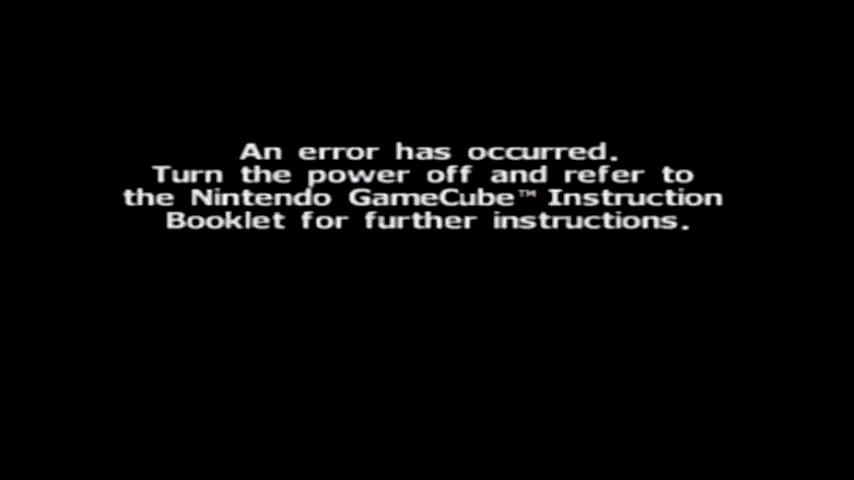 An error has occurred.
Turn the power off and refer to
the Nintendo GameCube™ Instruction
Booklet for further instructions.